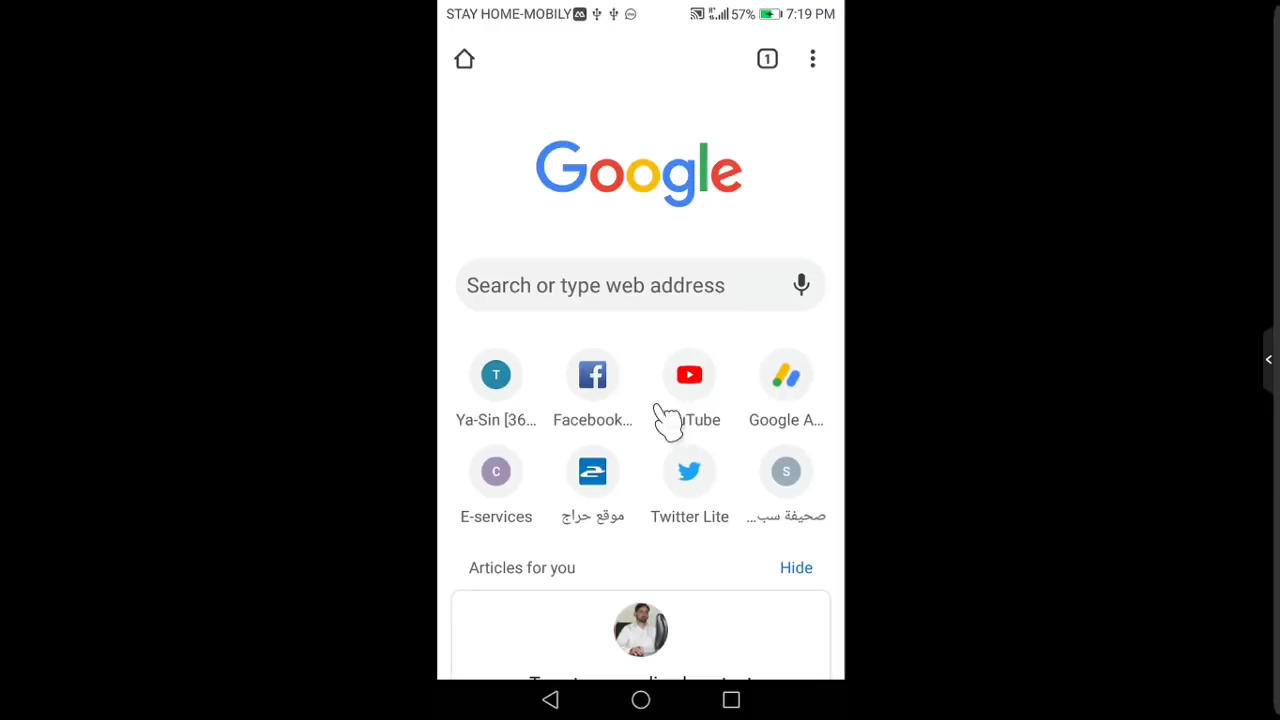 STAY HOME-MOBILY 57% 7:19 PM
1
Google
Search or type web address
T
Ya-Sin [36... Facebook... Google A...
C S
E-services موقع حراج Twitter Lite صحيفة سب...
Articles for you Hide